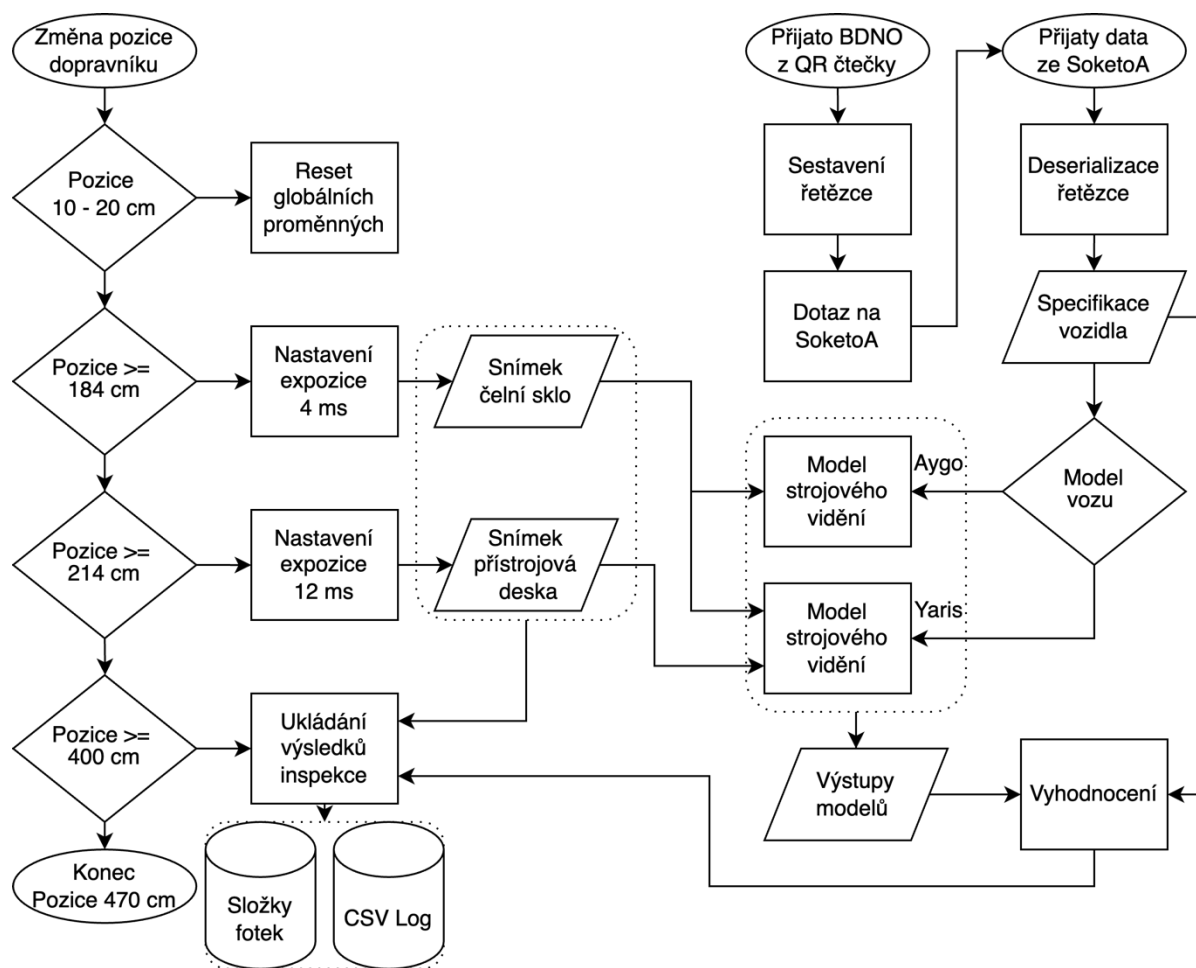 Změna pozice
dopravníku
Pozice
10 - 20 cm
Reset
globálních
proměnných
Pozice >=
184 cm
Nastavení
expozice
4 ms
Snímek
čelní sklo
Pozice >=
214 cm
Nastavení
expozice
12 ms
Snímek
přístrojová
deska
Pozice >=
400 cm
Ukládání
výsledků
inspekce
Konec
Pozice 470 cm
Složky
fotek
CSV Log
Přijato BDNO
z QR čtečky
Sestavení
řetězce
Dotaz na
SoketoA
Přijaty data
ze SoketoA
Deserializace
řetězce
Specifikace
vozidla
Model
vozu
Aygo
Model
strojového
vidění
Yaris
Model
strojového
vidění
Výstupy
modelů
Vyhodnocení